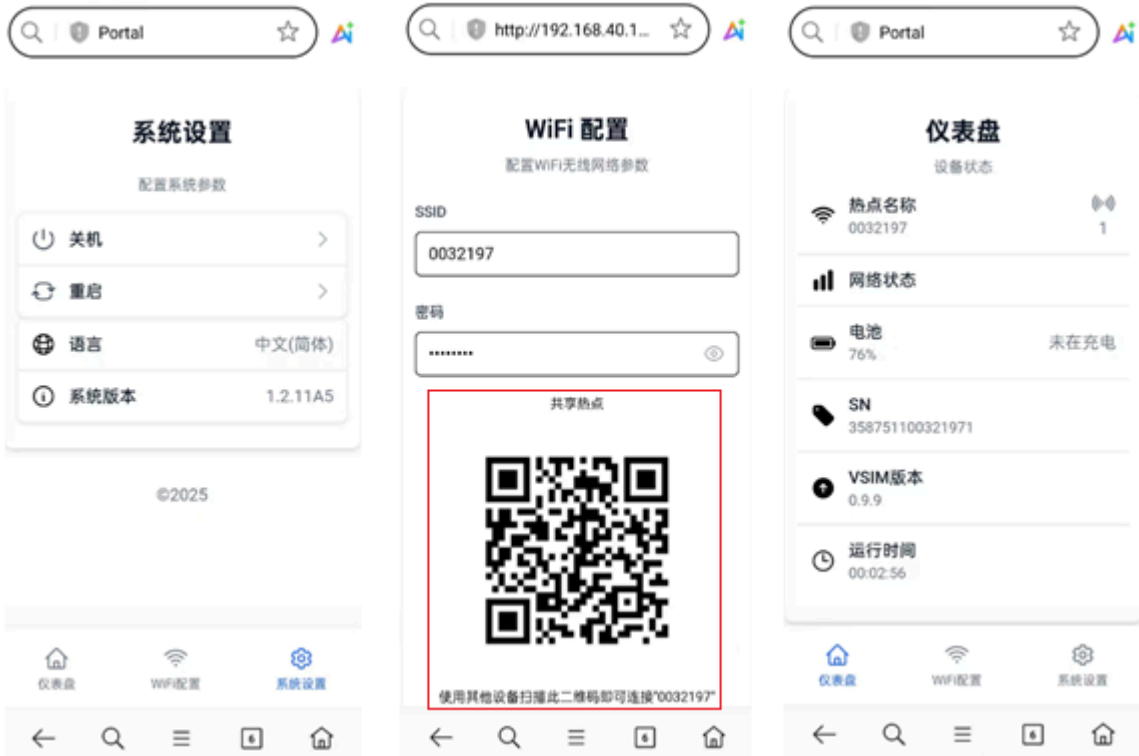 Portal
系统设置
配置系统参数
关机
重启
语言 中文(简体)
系统版本 1.2.11A5
©2025
仪表盘 WiFi配置 系统设置
6
http://192.168.40.1...
WiFi 配置
配置WiFi无线网络参数
SSID
0032197
密码
••••••••
共享热点
使用其他设备扫描此二维码即可连接"0032197"
6
Portal
仪表盘
设备状态
热点名称
0032197 1
网络状态
电池 未在充电
76%
SN
358751100321971
VSIM版本
0.9.9
运行时间
00:02:56
仪表盘 WiFi配置 系统设置
6